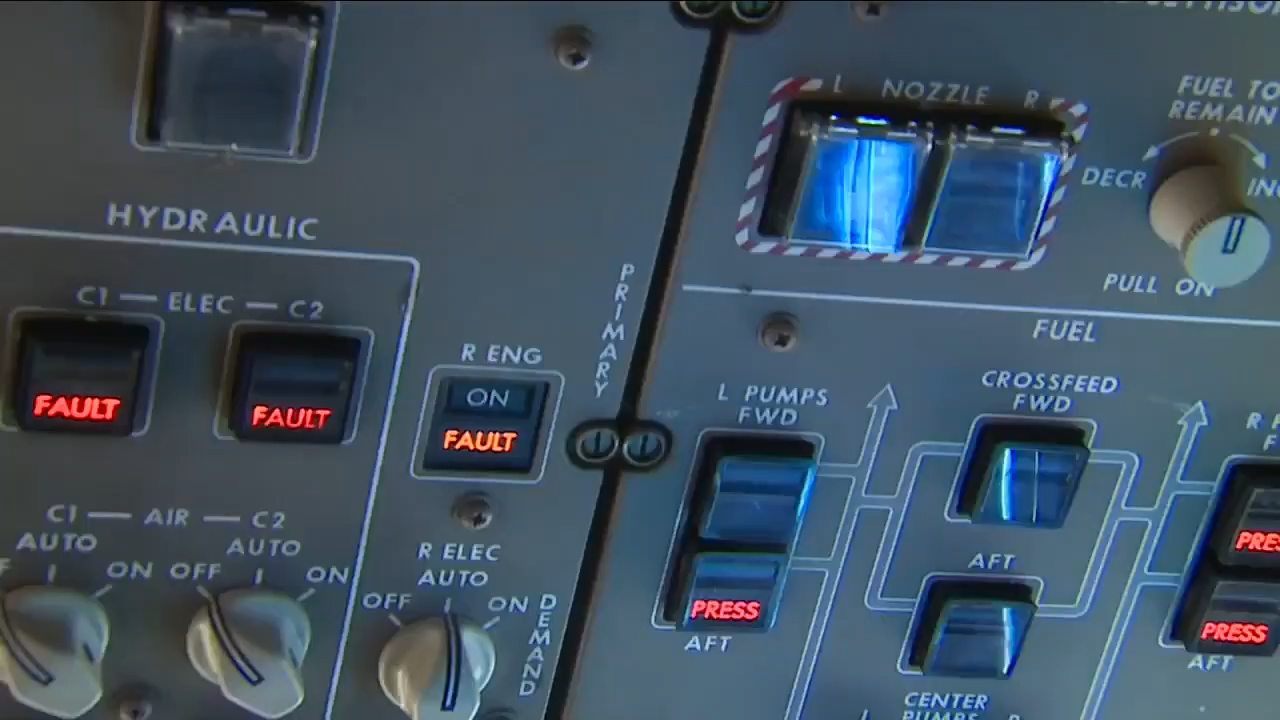 HYDRAULIC
C1 — ELEC — C2
FAULT
FAULT
R ENG
ON
FAULT
PRIMARY
C1 — AIR — C2
AUTO
AUTO
ON
OFF
ON
R ELEC
AUTO
OFF
ON
DEMAND
L NOZZLE R
FUEL TO
REMAIN
DECR
PULL ON
FUEL
L PUMPS
FWD
PRESS
AFT
CROSSFEED
FWD
AFT
CENTER
PUMPS
PRESS
AFT